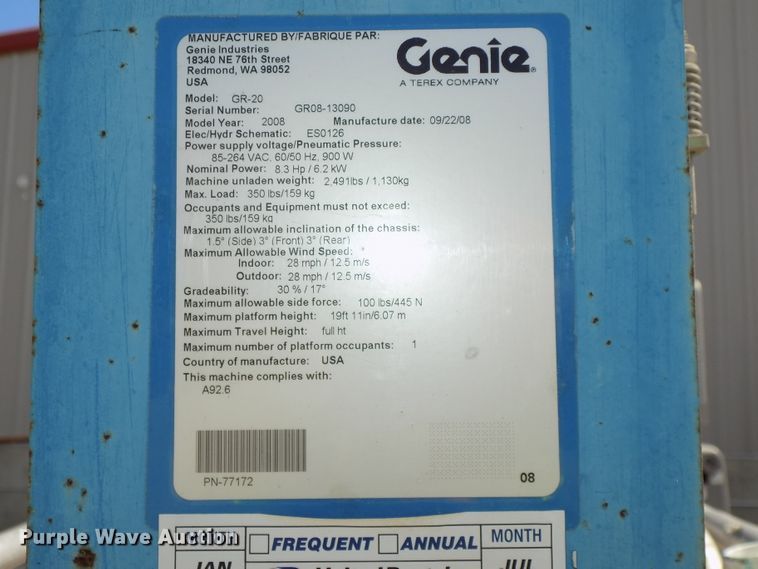 MANUFACTURED BY/FABRIQUE PAR:
Genie Industries
18340 NE 76th Street
Redmond, WA 98052
USA
Genie
A TEREX COMPANY
Model: GR-20
Serial Number: GR08-13090
Model Year: 2008 Manufacture date: 09/22/08
Elec/Hydr Schematic: ES0126
Power supply voltage/Pneumatic Pressure:
85-264 VAC, 60/50 Hz, 900 W
Nominal Power: 8.3 Hp / 6.2 kW
Machine unladen weight: 2,491lbs / 1,130kg
Max. Load: 350 lbs/159 kg
Occupants and Equipment must not exceed:
350 lbs/159 kg
Maximum allowable inclination of the chassis:
1.5° (Side) 3° (Front) 3° (Rear)
Maximum Allowable Wind Speed:
Indoor: 28 mph / 12.5 m/s
Outdoor: 28 mph / 12.5 m/s
Gradeability: 30 % / 17°
Maximum allowable side force: 100 lbs/445 N
Maximum platform height: 19ft 11in/6.07 m
Maximum Travel Height: full ht
Maximum number of platform occupants: 1
Country of manufacture: USA
This machine complies with:
A92.6
PN-77172
08
Purple Wave Auction
FREQUENT ANNUAL
MONTH
JAN
JUL